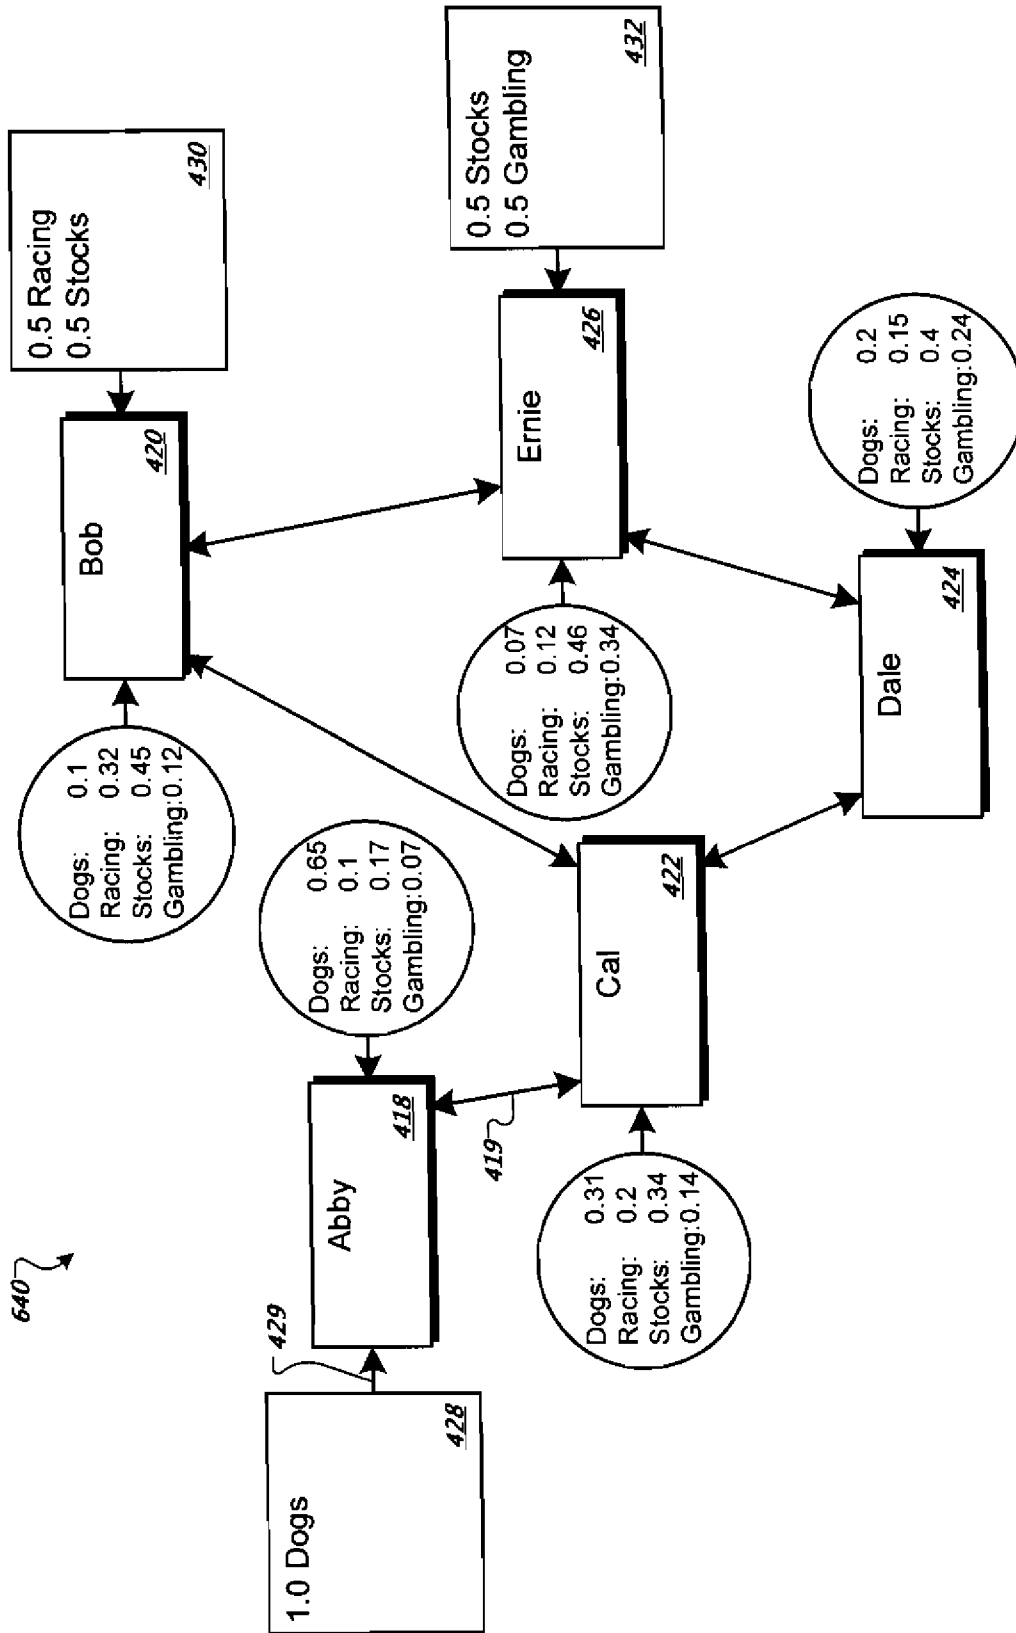 640
1.0 Dogs
428
429
Abby
418
Dogs: 0.65
Racing: 0.1
Stocks: 0.17
Gambling:0.07
419
Dogs: 0.1
Racing: 0.32
Stocks: 0.45
Gambling:0.12
Bob
420
0.5 Racing
0.5 Stocks
430
Dogs: 0.31
Racing: 0.2
Stocks: 0.34
Gambling:0.14
Cal
422
Dogs: 0.07
Racing: 0.12
Stocks: 0.46
Gambling:0.34
Ernie
426
0.5 Stocks
0.5 Gambling
432
Dale
424
Dogs: 0.2
Racing: 0.15
Stocks: 0.4
Gambling:0.24